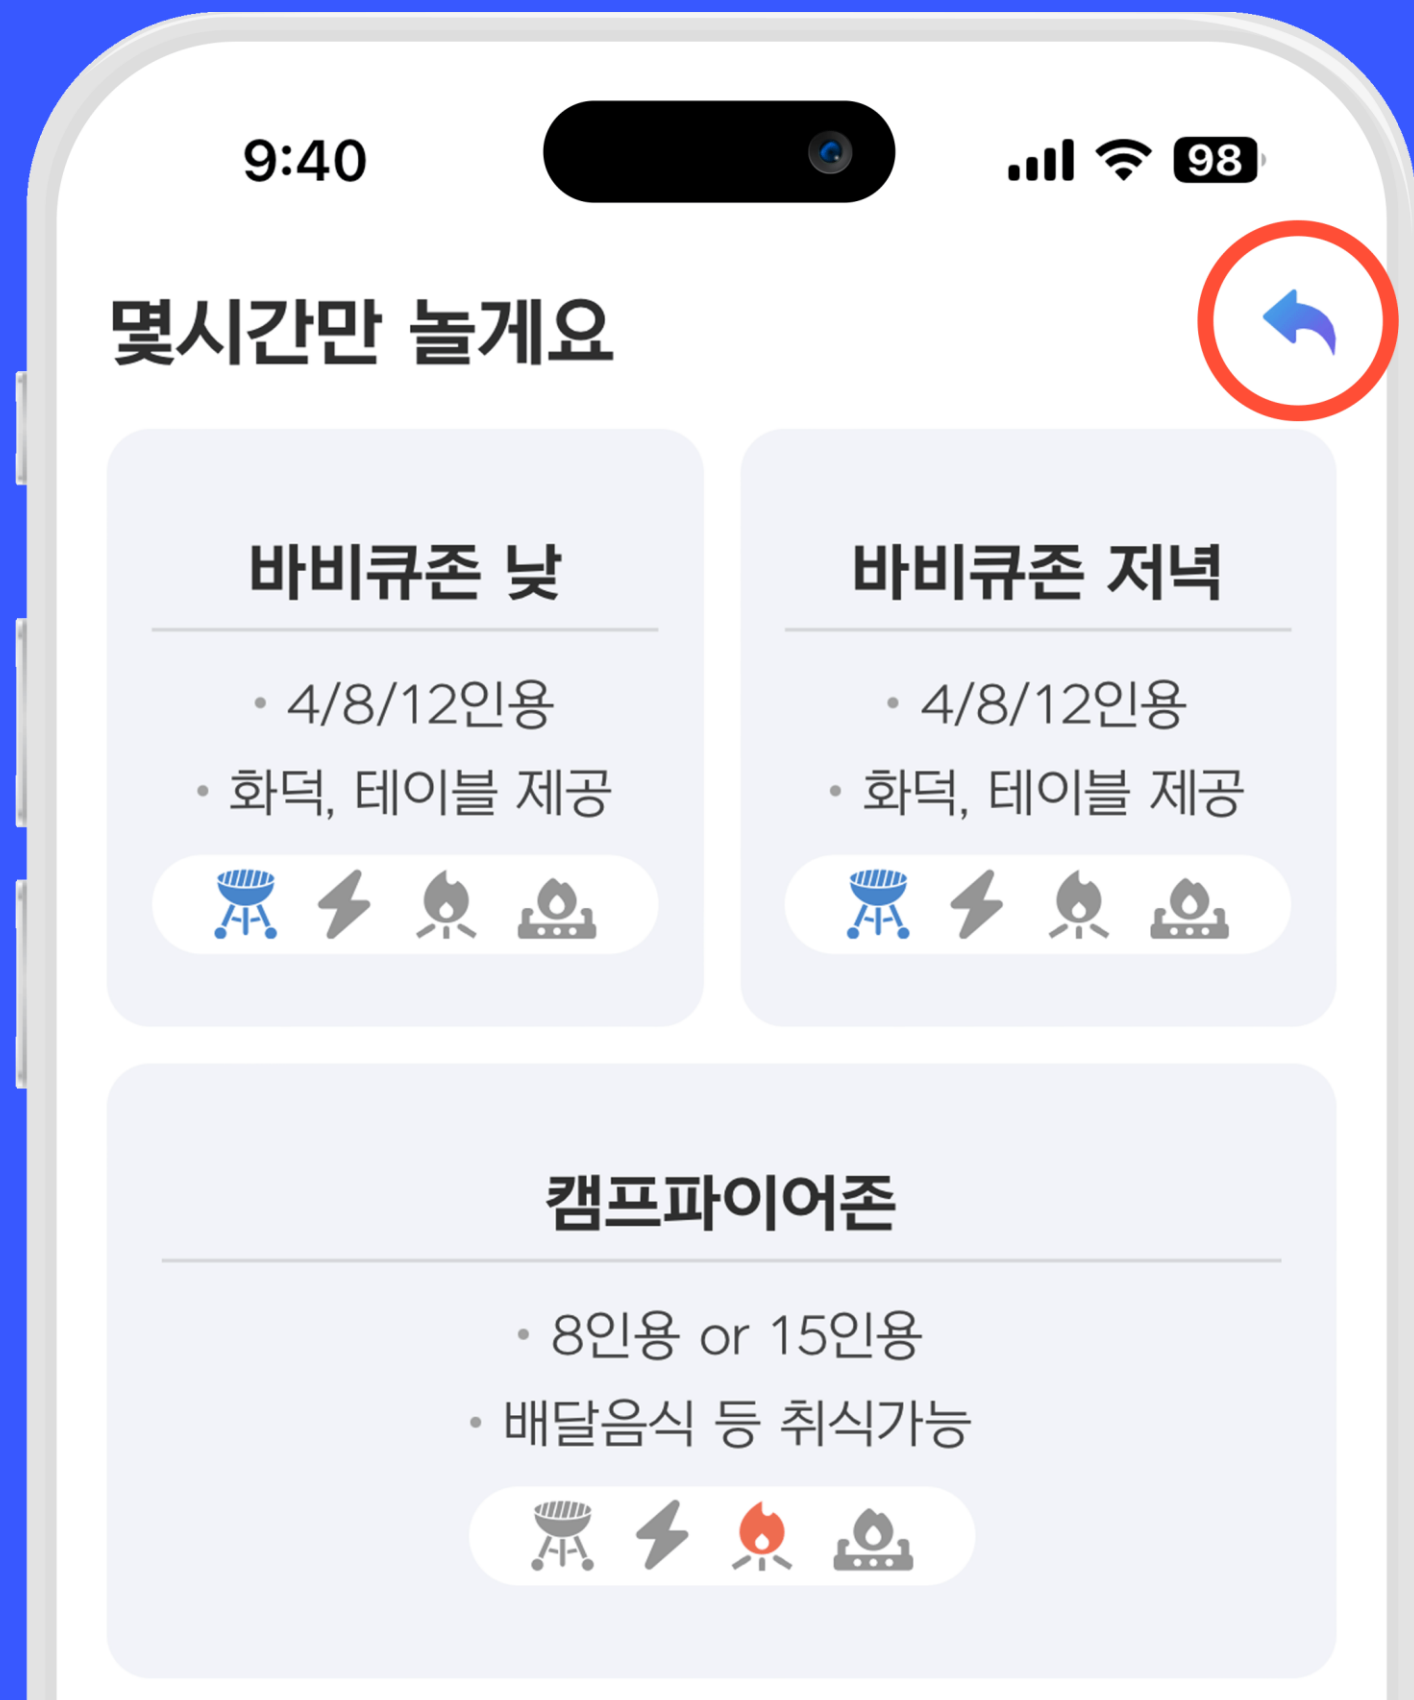 9:40
98
몇시간만 놀게요
바비큐존 낮
• 4/8/12인용
• 화덕, 테이블 제공
바비큐존 저녁
• 4/8/12인용
• 화덕, 테이블 제공
캠프파이어존
• 8인용 or 15인용
• 배달음식 등 취식가능